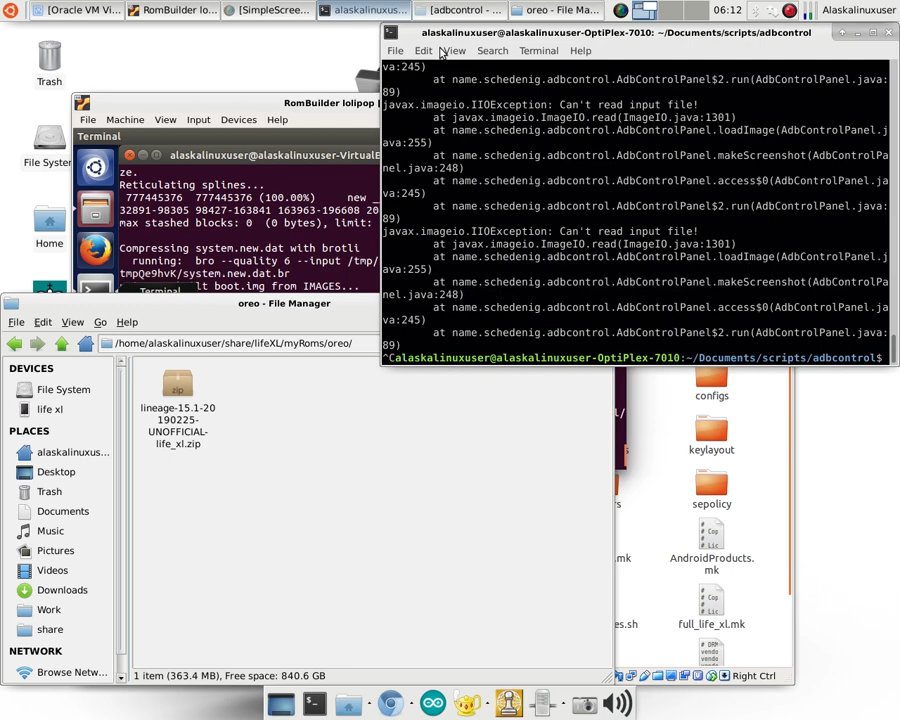 [Oracle VM Vi...
RomBuilder lo...
[SimpleScree...
alaskalinuxus...
[adbcontrol - ...
oreo - File Ma...
06:12
Alaskalinuxuser
Trash
File System
Home
alaskalinuxuser@alaskalinuxuser-OptiPlex-7010: ~/Documents/scripts/adbcontrol
File Edit View Search Terminal Help
va:245)
at name.schedenig.adbcontrol.AdbControlPanel$2.run(AdbControlPanel.java:
89)
javax.imageio.IIOException: Can't read input file!
at javax.imageio.ImageIO.read(ImageIO.java:1301)
at name.schedenig.adbcontrol.AdbControlPanel.loadImage(AdbControlPanel.j
ava:255)
at name.schedenig.adbcontrol.AdbControlPanel.makeScreenshot(AdbControlPa
nel.java:248)
at name.schedenig.adbcontrol.AdbControlPanel.access$0(AdbControlPanel.ja
va:245)
at name.schedenig.adbcontrol.AdbControlPanel$2.run(AdbControlPanel.java:
89)
javax.imageio.IIOException: Can't read input file!
at javax.imageio.ImageIO.read(ImageIO.java:1301)
at name.schedenig.adbcontrol.AdbControlPanel.loadImage(AdbControlPanel.j
ava:255)
at name.schedenig.adbcontrol.AdbControlPanel.makeScreenshot(AdbControlPa
nel.java:248)
at name.schedenig.adbcontrol.AdbControlPanel.access$0(AdbControlPanel.ja
va:245)
at name.schedenig.adbcontrol.AdbControlPanel$2.run(AdbControlPanel.java:
89)
^Calaskalinuxuser@alaskalinuxuser-OptiPlex-7010:~/Documents/scripts/adbcontrol$
RomBuilder lolipop [
File Machine View Input Devices Help
Terminal
alaskalinuxuser@alaskalinuxuser-VirtualB
ze.
Reticulating splines...
777445376 777445376 (100.00%) new _
32891-98305 98427-163841 163963-196608 20
max stashed blocks: 0 (0 bytes), limit:
Compressing system.new.dat with brotli
running: bro --quality 6 --input /tmp/
tmpQe9hvK/system.new.dat.br
lt boot.img from IMAGES...
Terminal
oreo - File Manager
File Edit View Go Help
/home/alaskalinuxuser/share/lifeXL/myRoms/oreo/
DEVICES
File System
life xl
PLACES
alaskalinuxus...
Desktop
Trash
Documents
Music
Pictures
Videos
Downloads
Work
share
NETWORK
Browse Netw...
zip
lineage-15.1-20
190225-
UNOFFICIAL-
life_xl.zip
1 item (363.4 MB), Free space: 840.6 GB
configs
keylayout
sepolicy
AndroidProducts.
mk
full_life_xl.mk
.mk
es.sh
# Cop
# Lic
# Cop
# Lic
# DRM
vendo
Right Ctrl